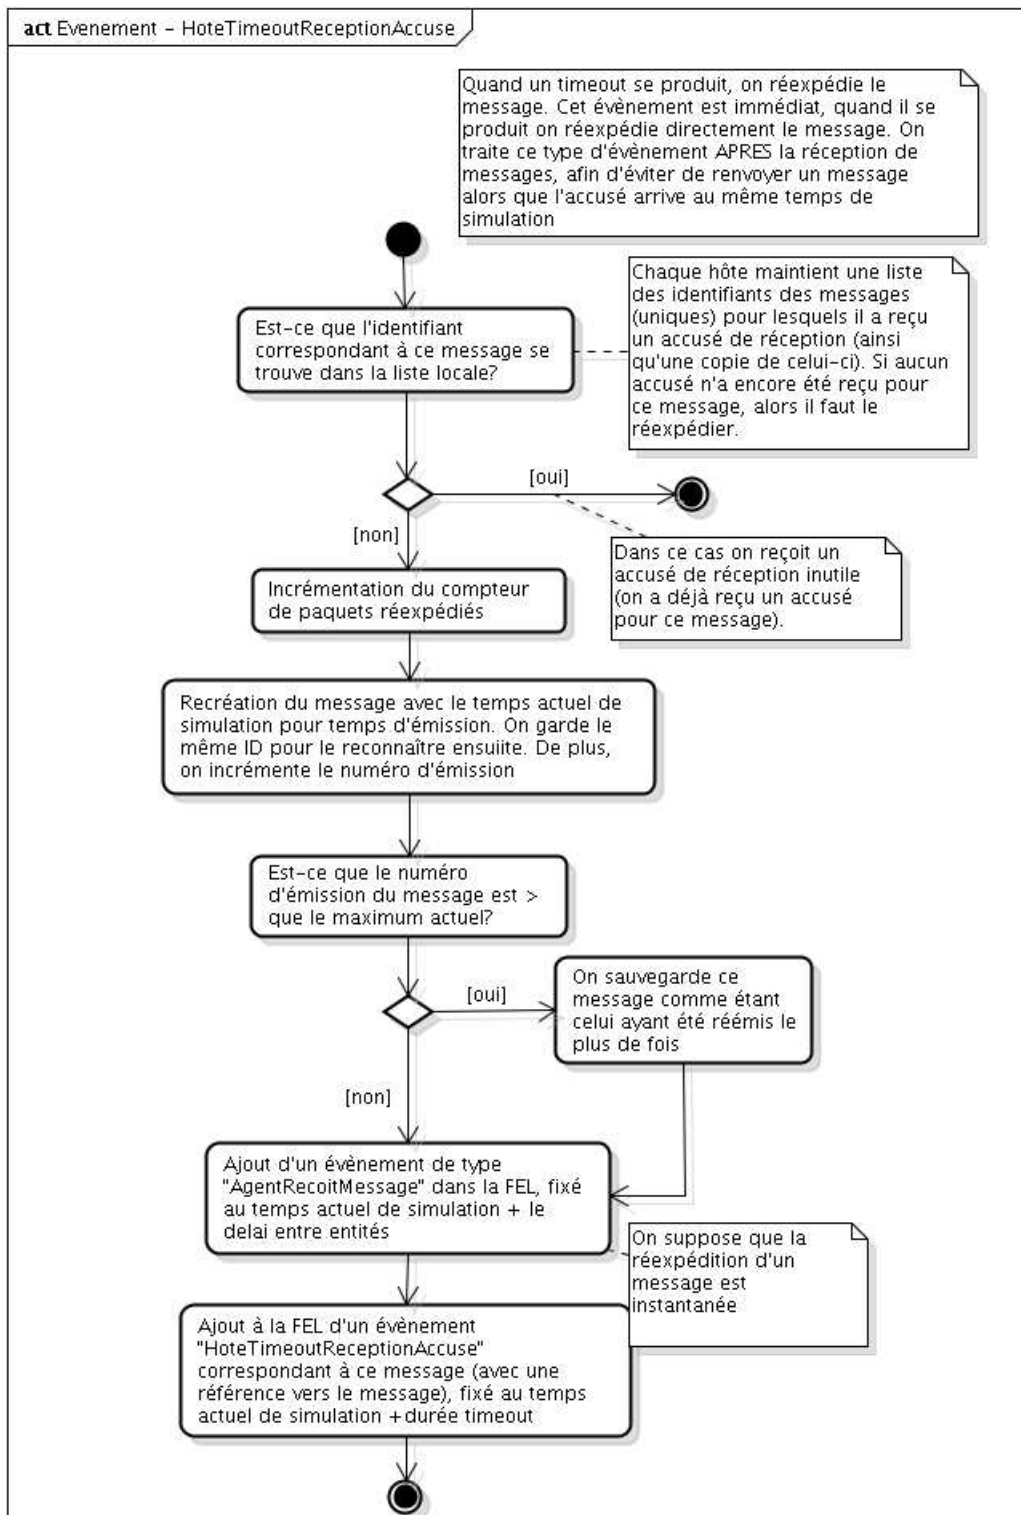 act Evenement - HoteTimeoutReceptionAccuse
Quand un timeout se produit, on réexpédie le
message. Cet évènement est immédiat, quand il se
produit on réexpédie directement le message. On
traite ce type d'évènement APRES la réception de
messages, afin d'éviter de renvoyer un message
alors que l'accusé arrive au même temps de
simulation
Chaque hôte maintient une liste
des identifiants des messages
(uniques) pour lesquels il a reçu
un accusé de réception (ainsi
qu'une copie de celui-ci). Si aucun
accusé n'a encore été reçu pour
ce message, alors il faut le
réexpédier.
Est-ce que l'identifiant
correspondant à ce message se
trouve dans la liste locale?
[oui]
[non]
Dans ce cas on reçoit un
accusé de réception inutile
(on a déjà reçu un accusé
pour ce message).
Incrémentation du compteur
de paquets réexpédiés
Recréation du message avec le temps actuel de
simulation pour temps d'émission. On garde le
même ID pour le reconnaître ensuiite. De plus,
on incrémente le numéro d'émission
Est-ce que le numéro
d'émission du message est >
que le maximum actuel?
[oui]
On sauvegarde ce
message comme étant
celui ayant été réémis le
plus de fois
[non]
Ajout d'un évènement de type
"AgentRecoitMessage" dans la FEL, fixé
au temps actuel de simulation + le
delai entre entités
On suppose que la
réexpédition d'un
message est
instantanée
Ajout à la FEL d'un évènement
"HoteTimeoutReceptionAccuse"
correspondant à ce message (avec une
référence vers le message), fixé au temps
actuel de simulation +durée timeout